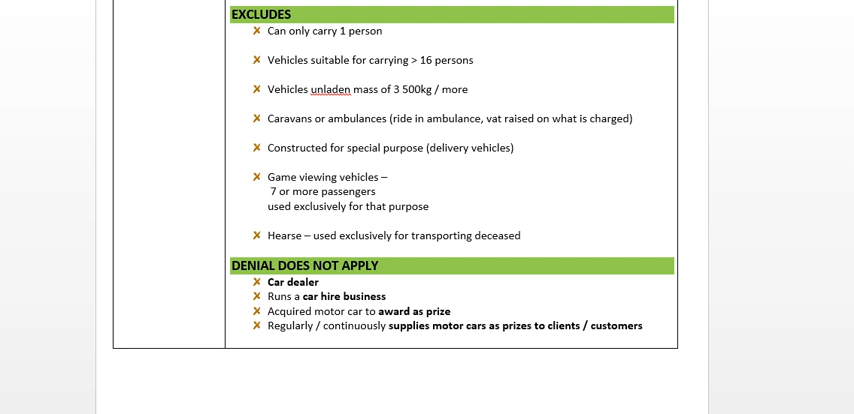 EXCLUDES
✗ Can only carry 1 person
✗ Vehicles suitable for carrying > 16 persons
✗ Vehicles unladen mass of 3 500kg / more
✗ Caravans or ambulances (ride in ambulance, vat raised on what is charged)
✗ Constructed for special purpose (delivery vehicles)
✗ Game viewing vehicles –
7 or more passengers
used exclusively for that purpose
✗ Hearse – used exclusively for transporting deceased
DENIAL DOES NOT APPLY
✗ Car dealer
✗ Runs a car hire business
✗ Acquired motor car to award as prize
✗ Regularly / continuously supplies motor cars as prizes to clients / customers